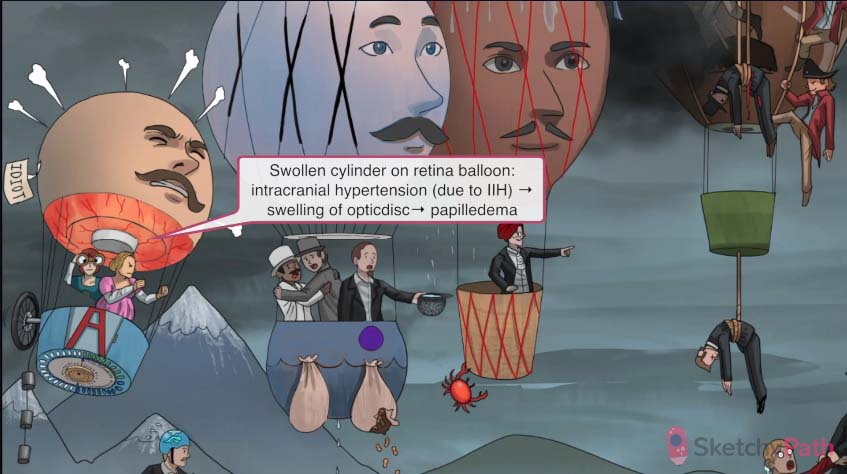 Swollen cylinder on retina balloon:
intracranial hypertension (due to IIH) →
swelling of opticdisc→ papilledema
IDIOT
A
SketchyPath